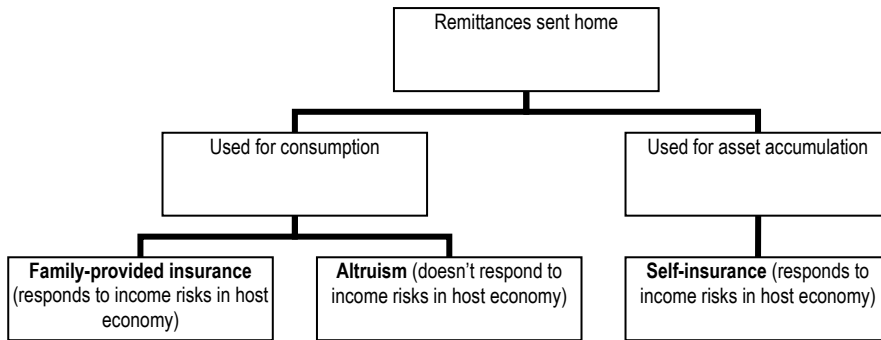 Remittances sent home
Used for consumption
Used for asset accumulation
Family-provided insurance
(responds to income risks in host
economy)
Altruism (doesn't respond to
income risks in host economy)
Self-insurance (responds to
income risks in host economy)